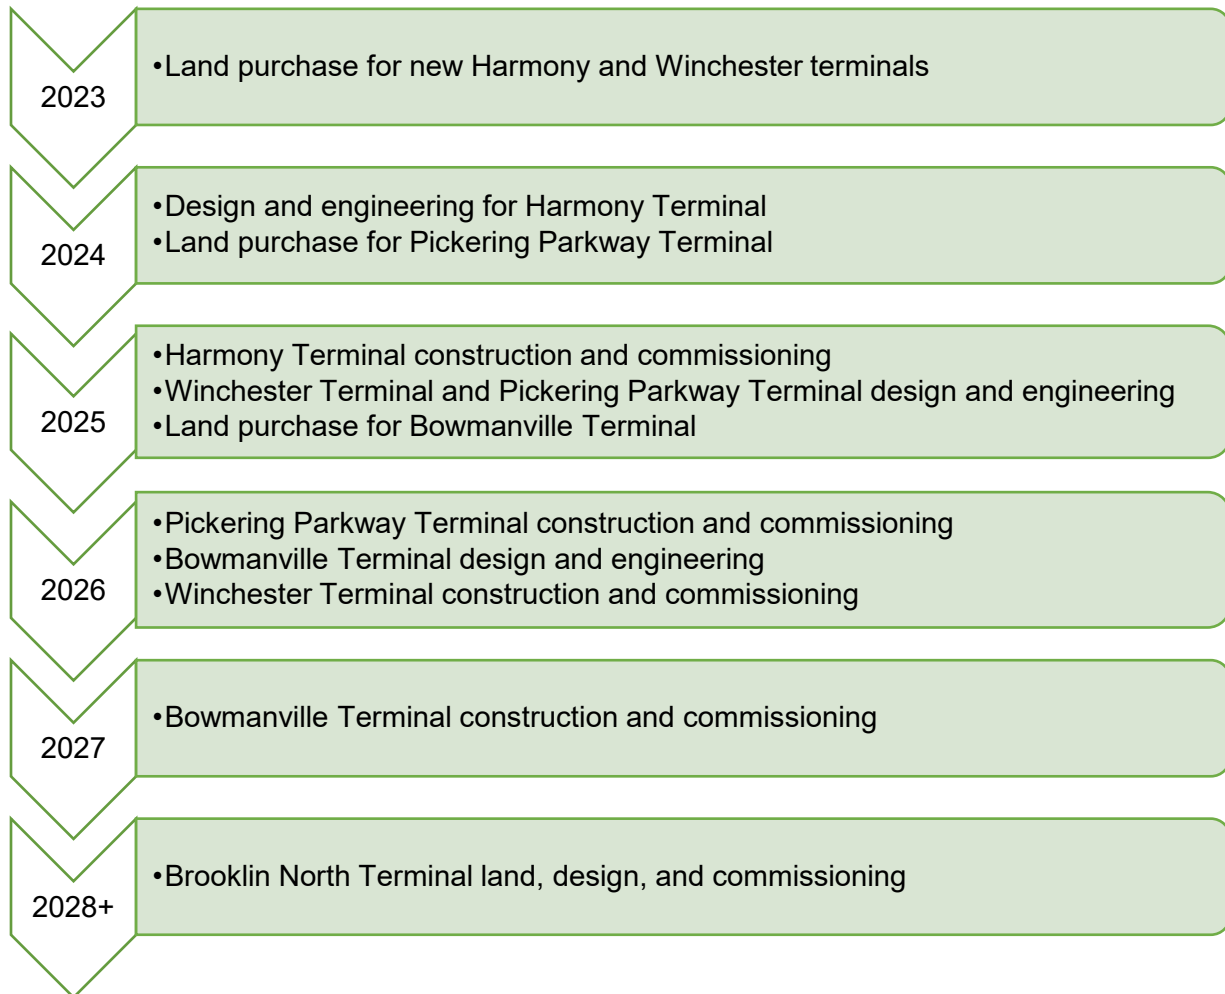 2023
•Land purchase for new Harmony and Winchester terminals
2024
•Design and engineering for Harmony Terminal
•Land purchase for Pickering Parkway Terminal
2025
•Harmony Terminal construction and commissioning
•Winchester Terminal and Pickering Parkway Terminal design and engineering
•Land purchase for Bowmanville Terminal
2026
•Pickering Parkway Terminal construction and commissioning
•Bowmanville Terminal design and engineering
•Winchester Terminal construction and commissioning
2027
•Bowmanville Terminal construction and commissioning
2028+
•Brooklin North Terminal land, design, and commissioning